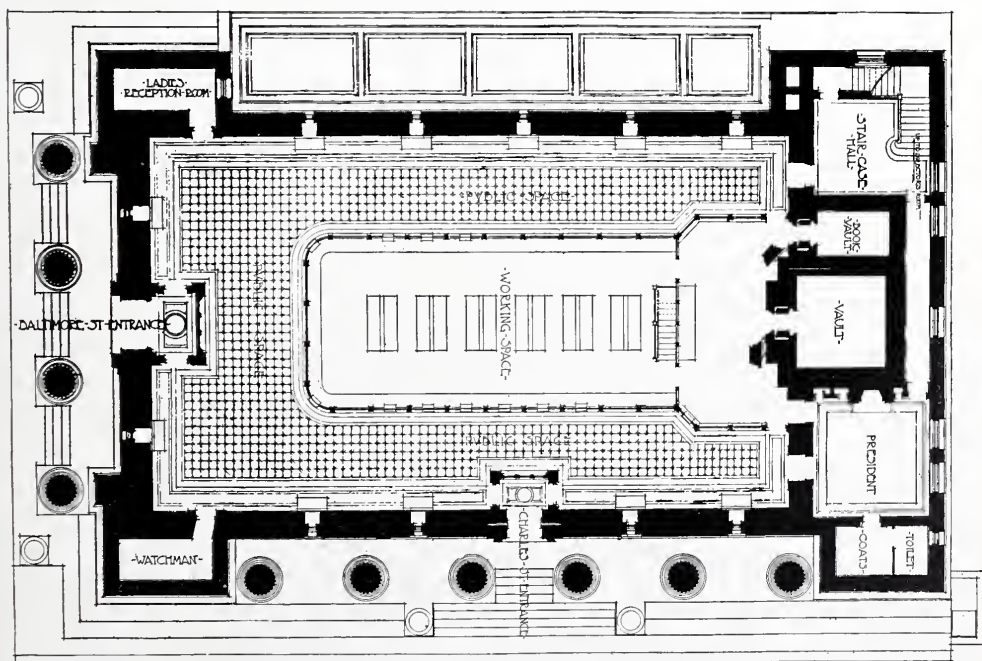 ·LADIES·
RECEPTION·ROOM·
·STAIR·CASE·
·HALL·
·PUBLIC SPACE·
·BOOK·
·VAULT·
·BALTIMORE·ST·ENTRANCE·
·PUBLIC SPACE·
·WORKING·SPACE·
·VAULT·
·PUBLIC SPACE·
PRESIDENT
·WATCHMAN·
·CHARLES·ST·ENTRANCE·
·COATS·
·TOILET·